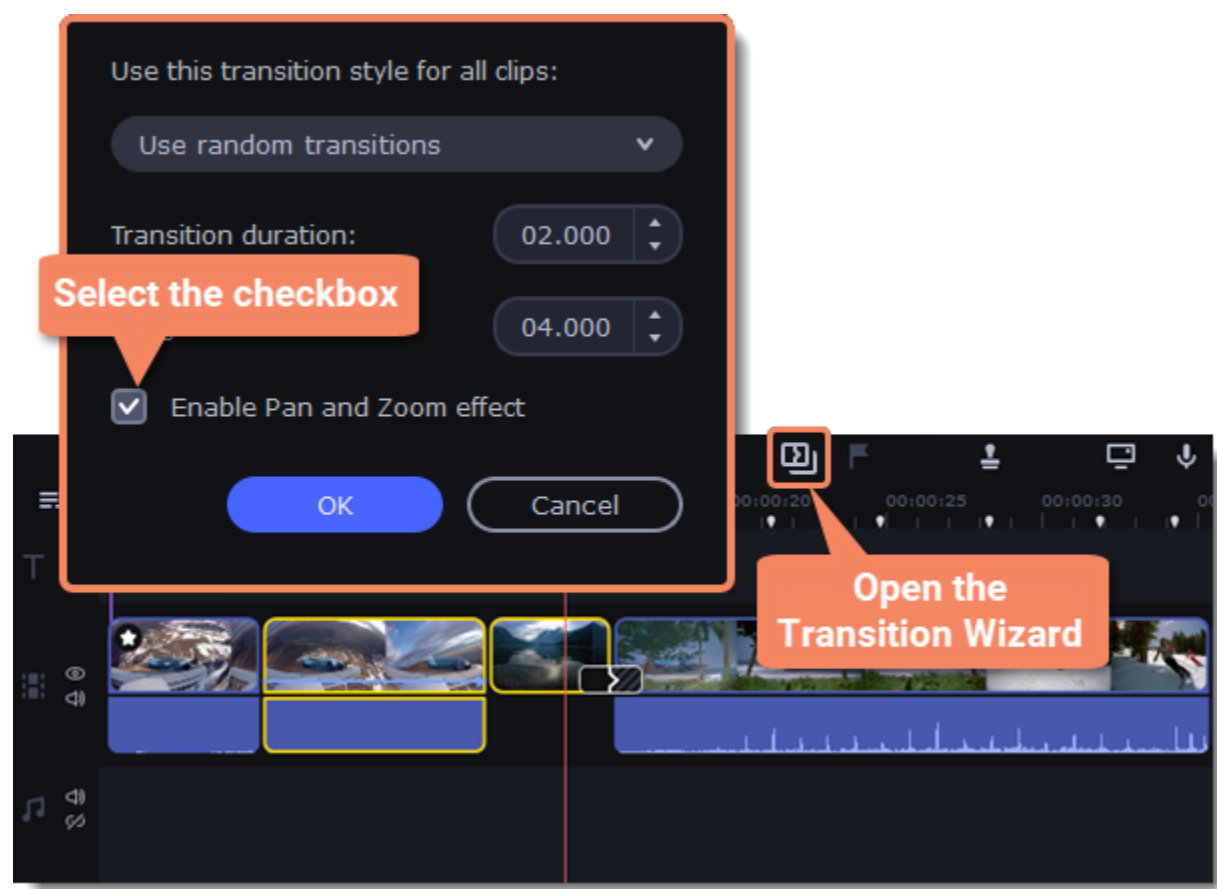 Use this transition style for all clips:
Use random transitions
Transition duration:
02.000
Select the checkbox
04.000
Enable Pan and Zoom effect
OK
Cancel
00:00:20
00:00:25
00:00:30
Open the
Transition Wizard